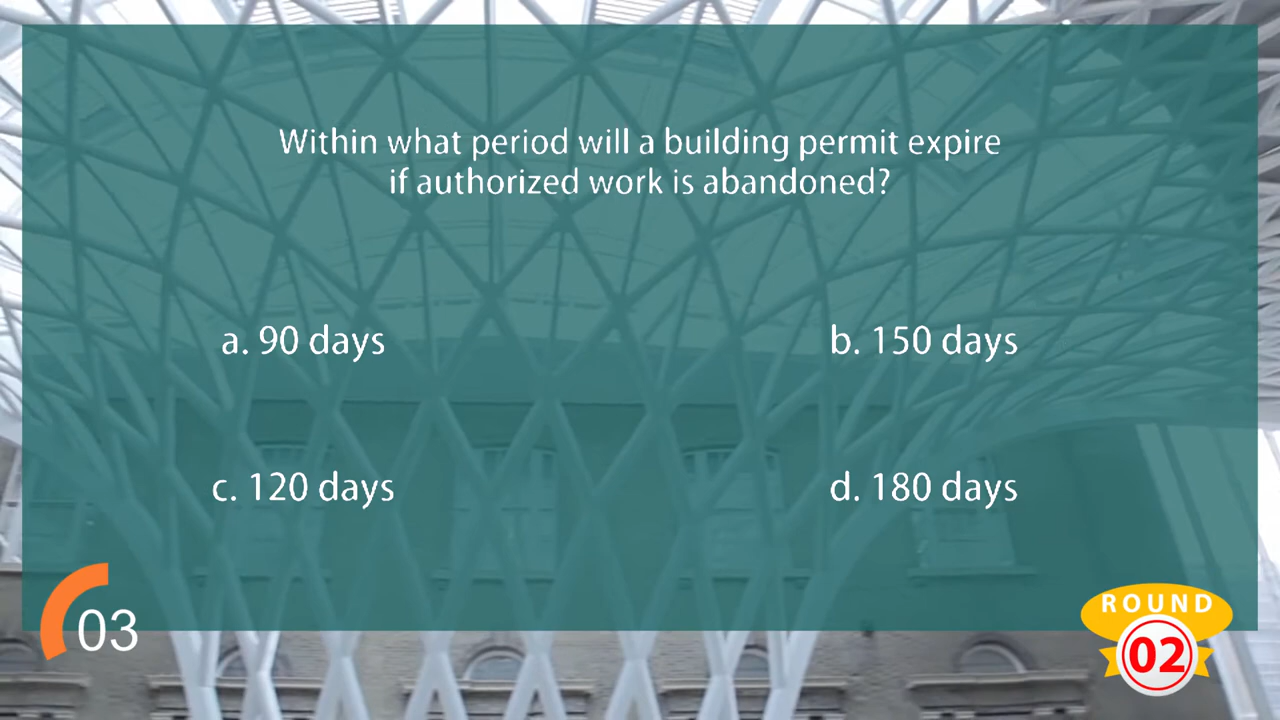 Within what period will a building permit expire
if authorized work is abandoned?
a. 90 days
b. 150 days
c. 120 days
d. 180 days
03
ROUND
02